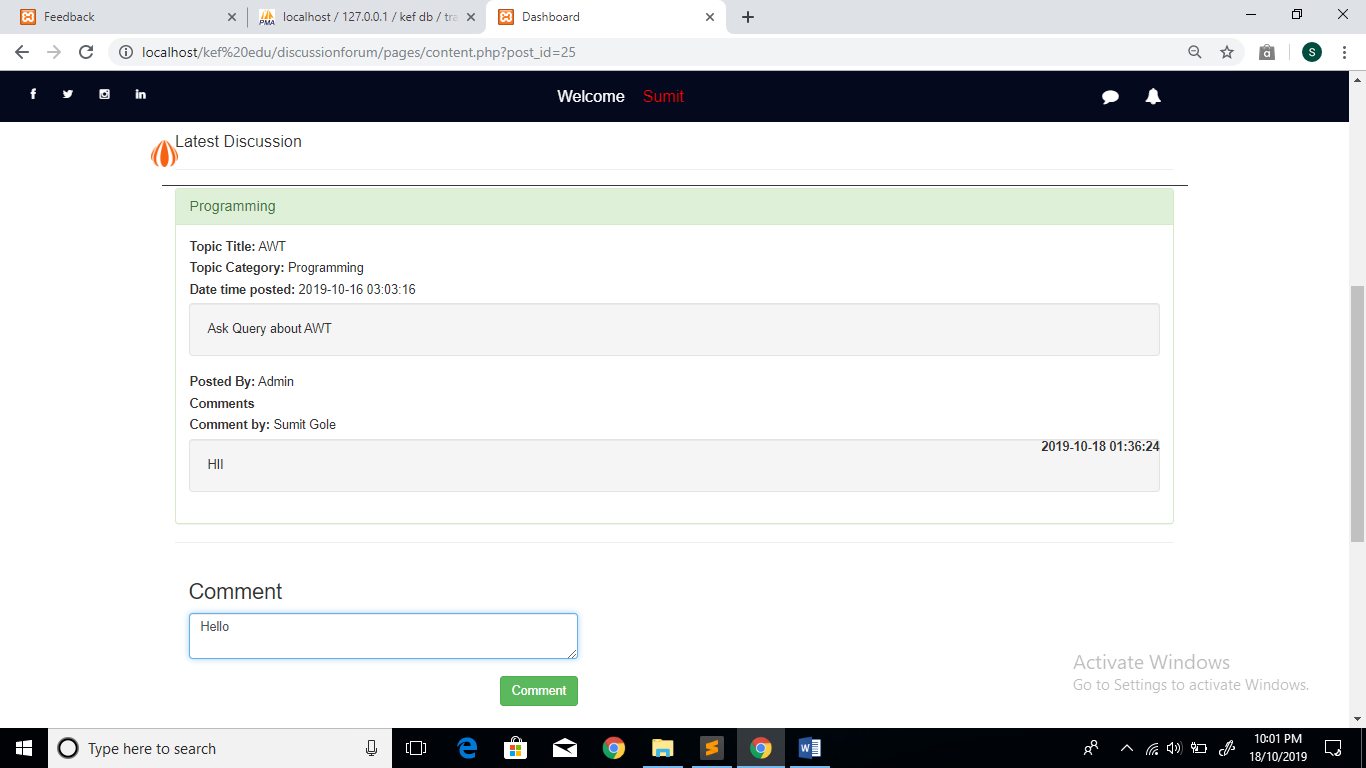 Feedback
PMA
localhost / 127.0.0.1 / kef db / tra
Dashboard
localhost/kef%20edu/discussionforum/pages/content.php?post_id=25
S
Welcome Sumit
Latest Discussion
Programming
Topic Title: AWT
Topic Category: Programming
Date time posted: 2019-10-16 03:03:16
Ask Query about AWT
Posted By: Admin
Comments
Comment by: Sumit Gole
2019-10-18 01:36:24
HII
Comment
Hello
Comment
Activate Windows
Go to Settings to activate Windows.
Type here to search
10:01 PM
18/10/2019